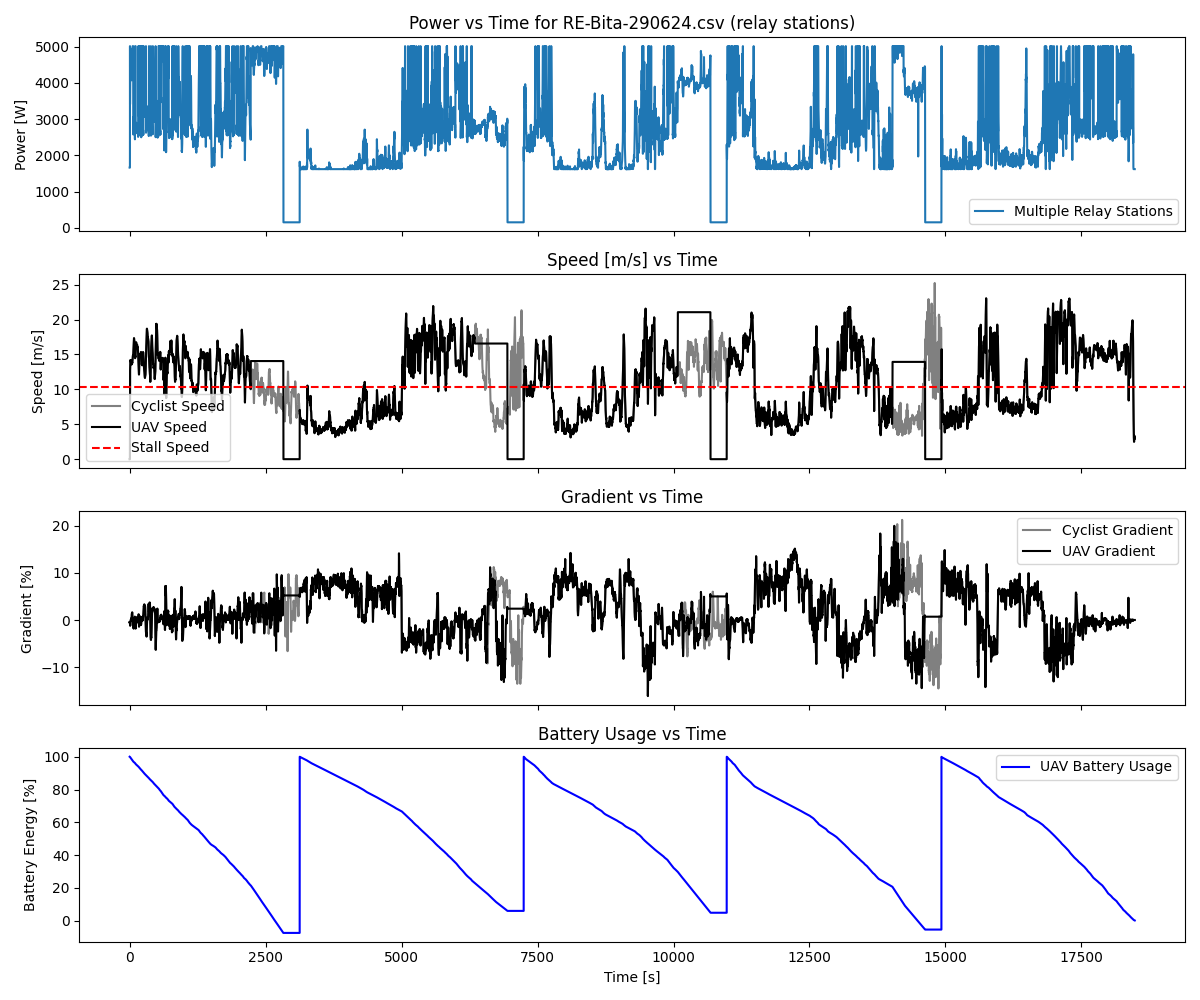 Power vs Time for RE-Bita-290624.csv (relay stations)
Power [W]
5000
4000
3000
2000
1000
0
Multiple Relay Stations
Speed [m/s] vs Time
Speed [m/s]
25
20
15
10
5
0
Cyclist Speed
UAV Speed
Stall Speed
Gradient vs Time
Gradient [%]
20
10
0
−10
Cyclist Gradient
UAV Gradient
Battery Usage vs Time
Battery Energy [%]
100
80
60
40
20
0
UAV Battery Usage
0 2500 5000 7500 10000 12500 15000 17500
Time [s]